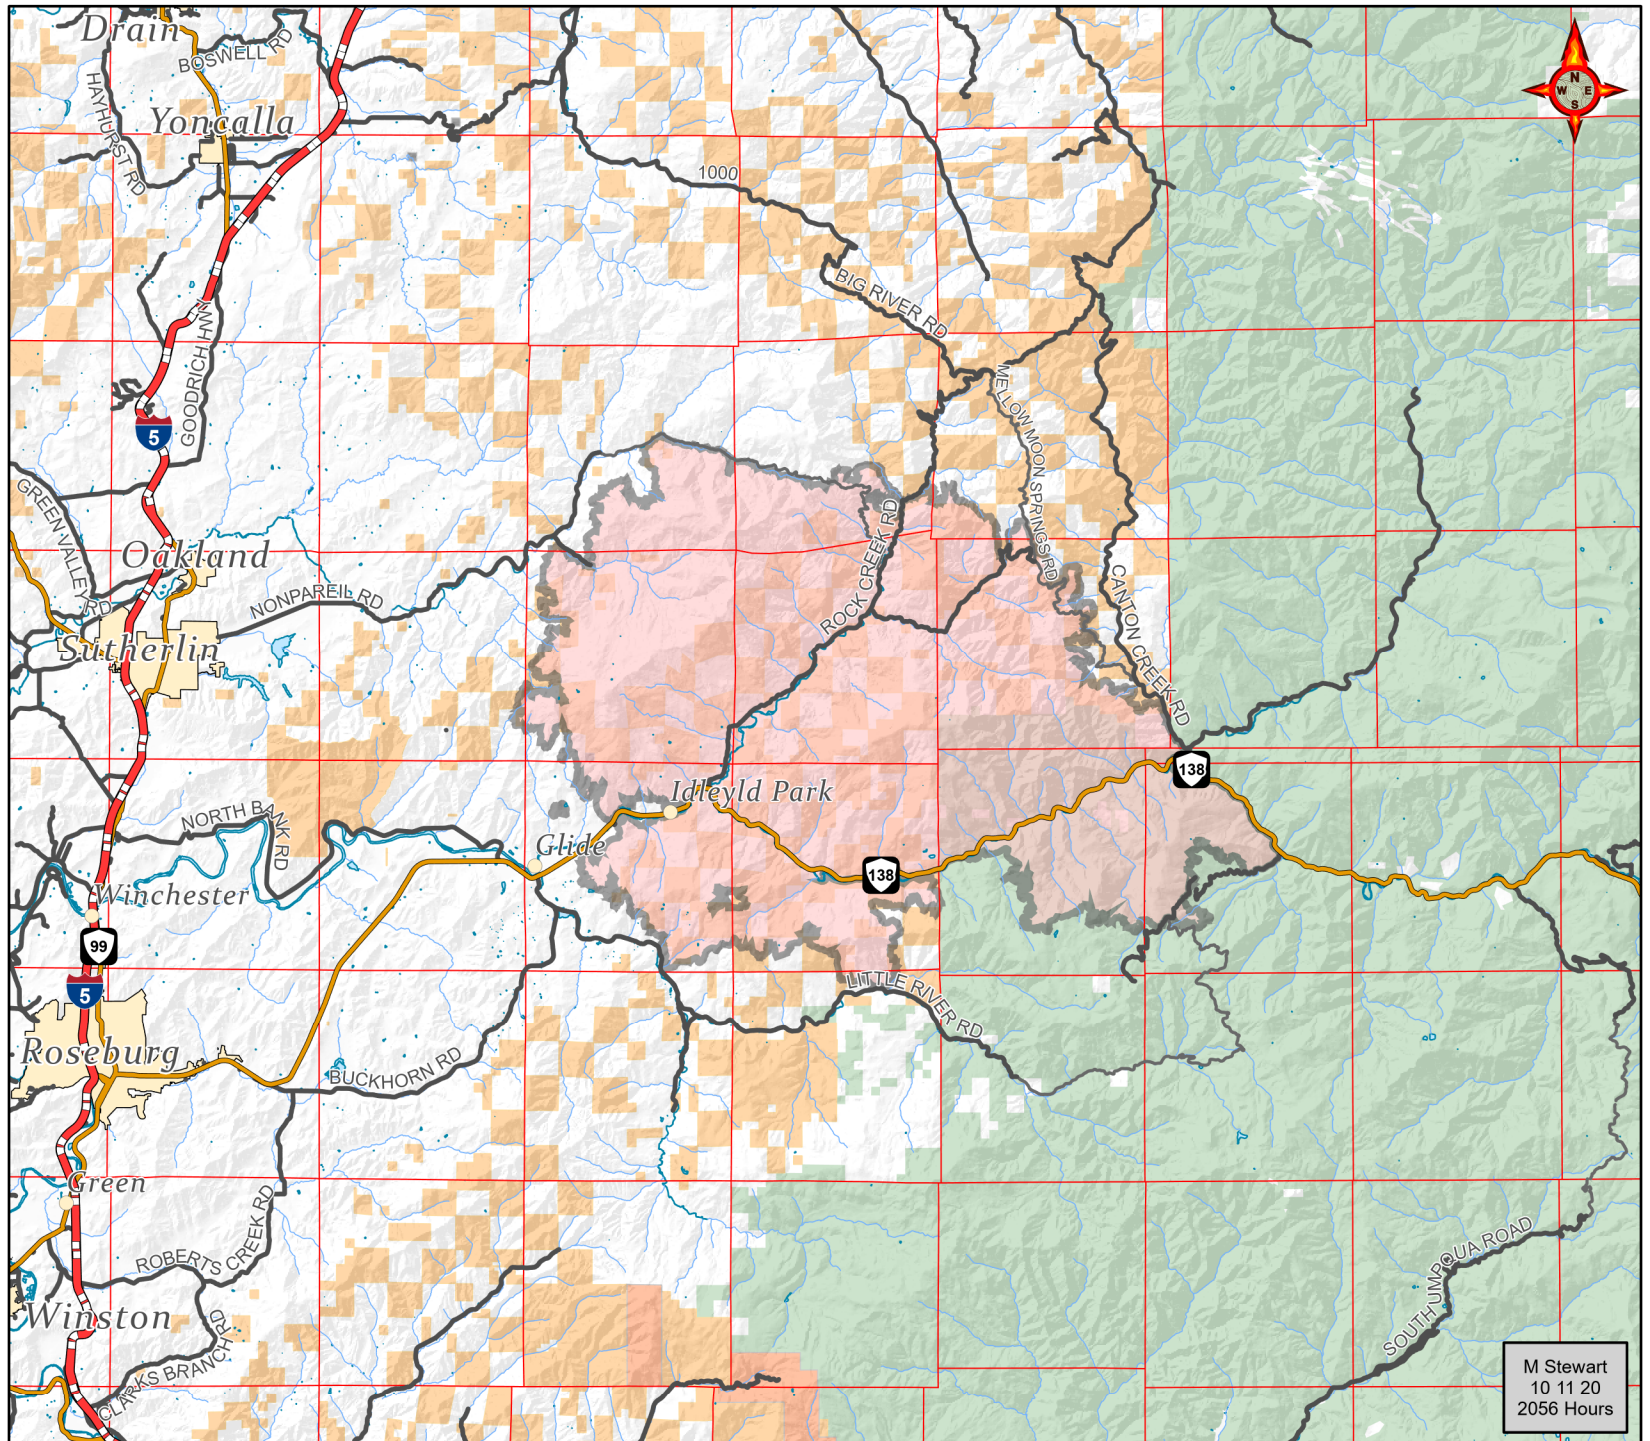 Drain
BOSWELL RD
N
W E
S
HAYHURST RD
Yoncalla
1000
BIG RIVER RD
GOODRICH HWY
5
MELLOW MOON SPRINGS RD
GREEN VALLEY RD
Oakland
NONPAREIL RD
ROCK CREEK RD
CANTON CREEK RD
Sutherlin
138
Idleyld Park
NORTH BANK RD
Glide
138
Winchester
99
5
LITTLE RIVER RD
Roseburg
BUCKHORN RD
Green
ROBERTS CREEK RD
SOUTH UMPQUA ROAD
Winston
CLARKS BRANCH RD
M Stewart
10 11 20
2056 Hours